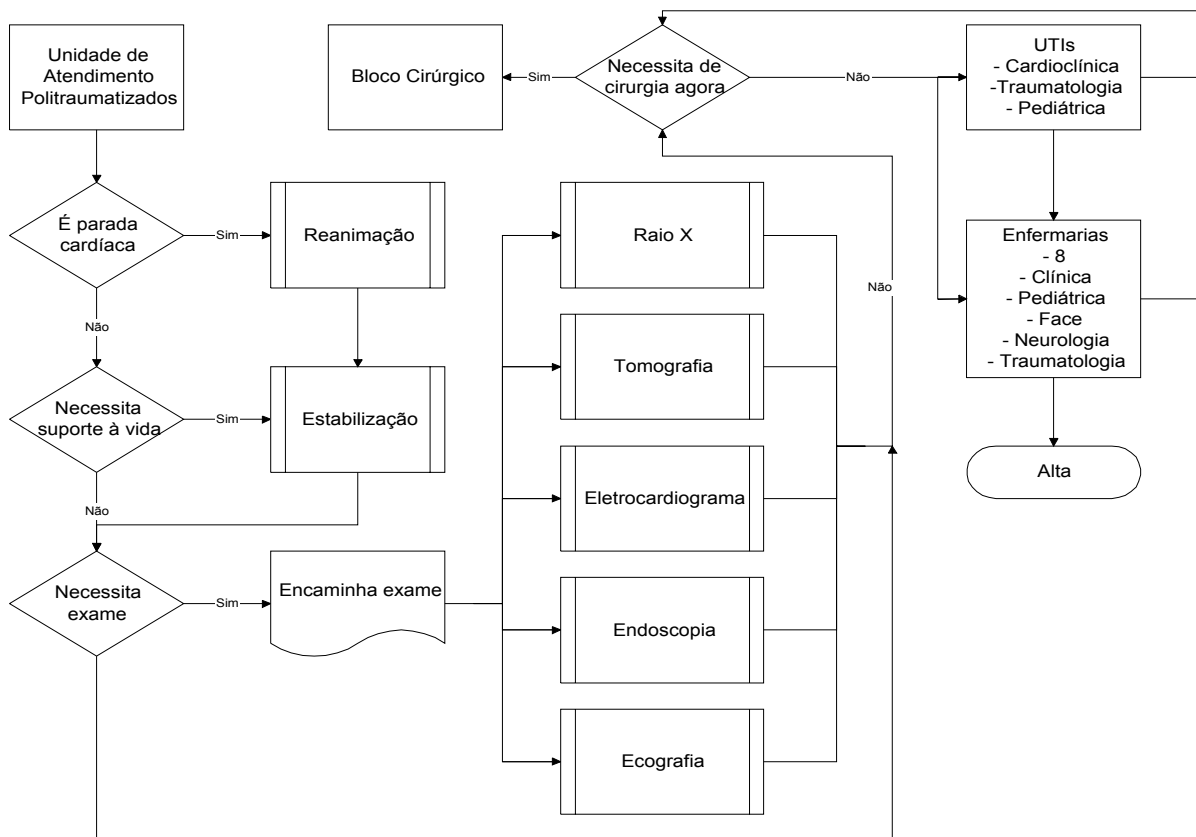 Unidade de
Atendimento
Politraumatizados
Bloco Cirúrgico
Sim
Necessita de
cirurgia agora
Não
UTIs
- Cardioclínica
-Traumatologia
- Pediátrica
É parada
cardíaca
Sim
Reanimação
Raio X
Não
Enfermarias
- 8
- Clínica
- Pediátrica
- Face
- Neurologia
- Traumatologia
Não
Necessita
suporte à vida
Sim
Estabilização
Tomografia
Alta
Não
Eletrocardiograma
Necessita
exame
Sim
Encaminha exame
Endoscopia
Ecografia